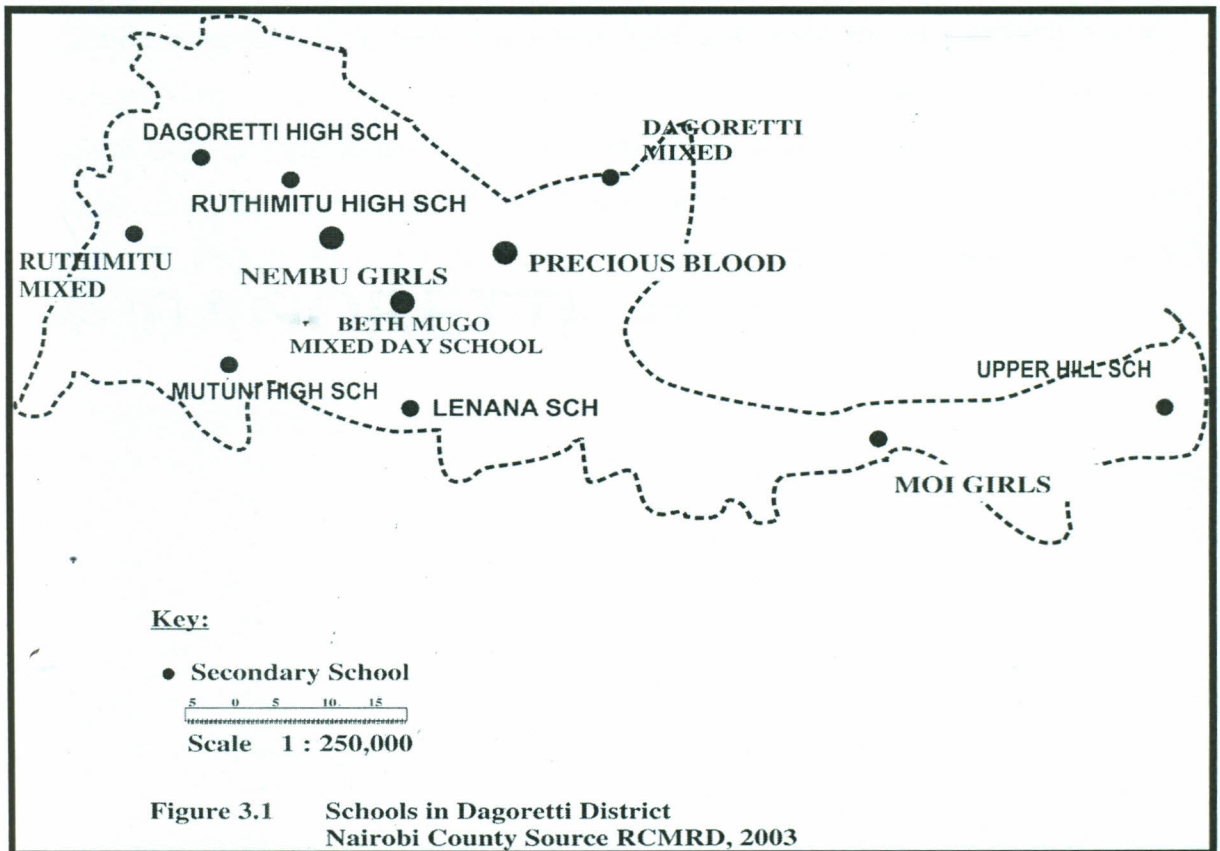 DAGORETTI HIGH SCH
DAGORETTI
MIXED
RUTHIMITU HIGH SCH
RUTHIMITU
MIXED
NEMBU GIRLS
PRECIOUS BLOOD
BETH MUGO
MIXED DAY SCHOOL
UPPER HILL SCH
MUTUNI HIGH SCH
LENANA SCH
MOI GIRLS
Key:
Secondary School
5 0 5 10 15
Scale 1 : 250,000
Figure 3.1 Schools in Dagoretti District
Nairobi County Source RCMRD, 2003